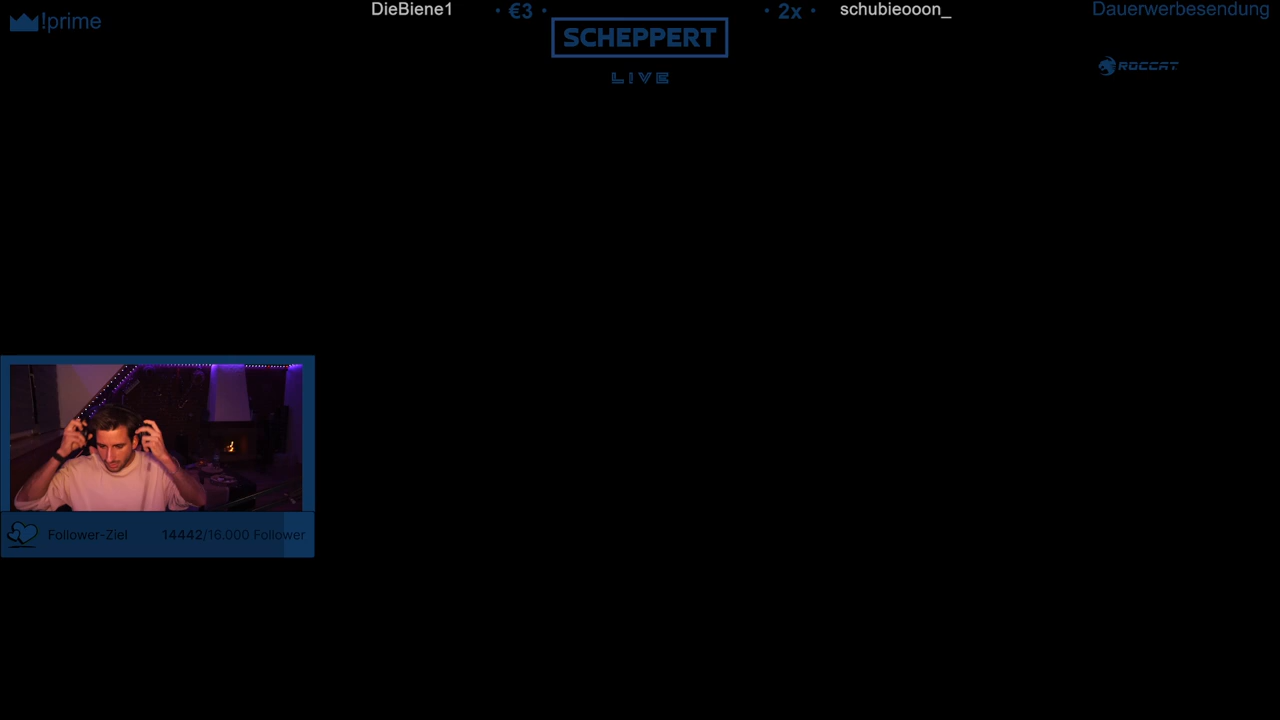 !prime
DieBiene1
· €3 ·
SCHEPPERT
LIVE
· 2x ·
schubieooon_
Dauerwerbesendung
ROCCAT
Follower-Ziel
14442/16.000 Follower